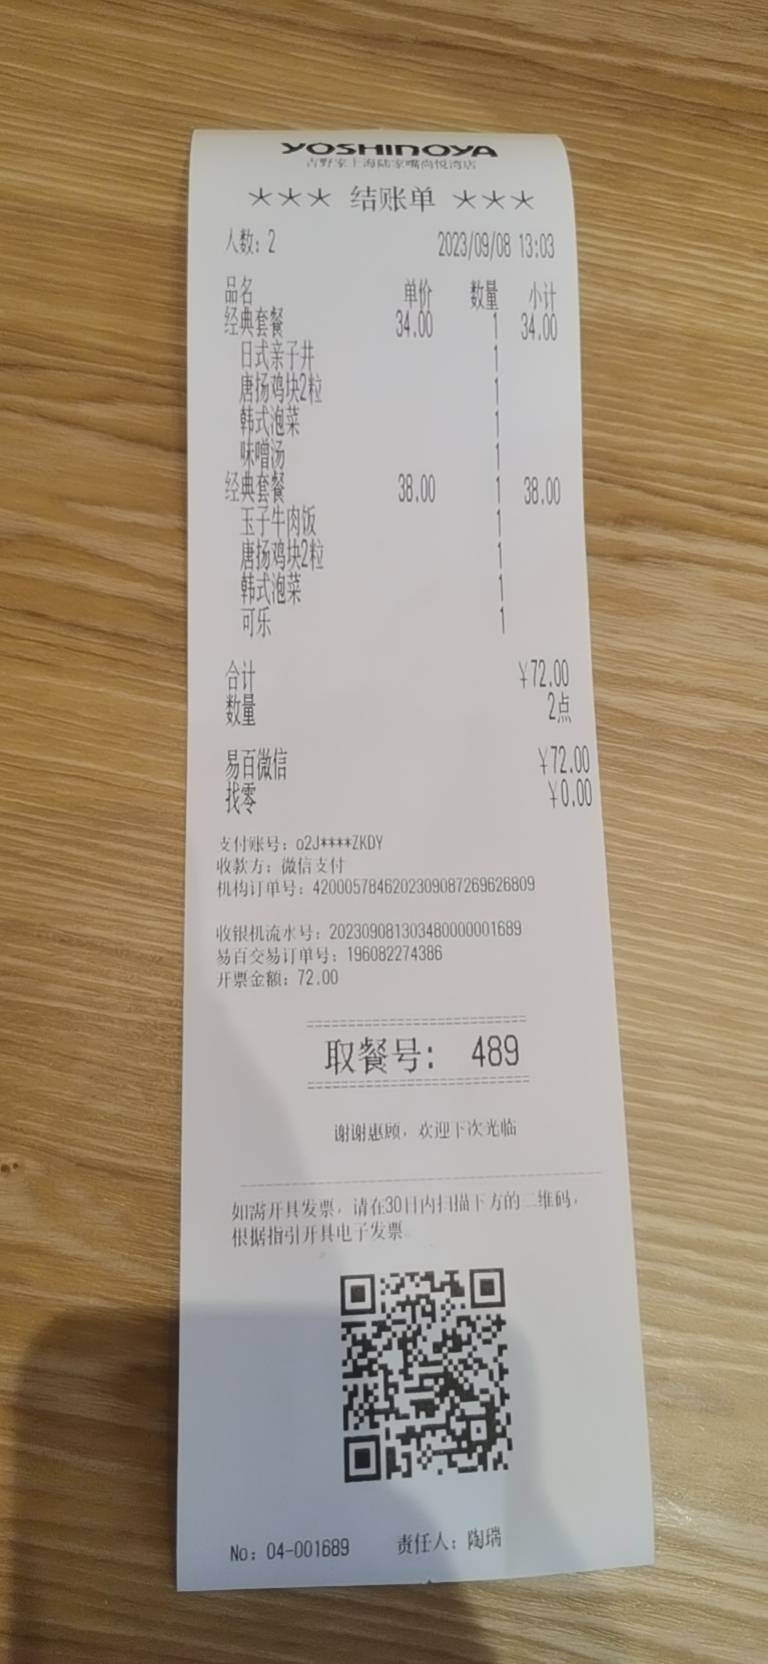 YOSHINOYA
吉野家上海陆家嘴尚悦湾店
*** 结账单 ***
人数: 2 2023/09/08 13:03
品名 单价 数量 小计
经典套餐 34.00 1 34.00
日式亲子丼 1
唐扬鸡块2粒 1
韩式泡菜 1
味噌汤 1
经典套餐 38.00 1 38.00
玉子牛肉饭 1
唐扬鸡块2粒 1
韩式泡菜 1
可乐 1
合计 ¥72.00
数量 2点
易百微信 ¥72.00
找零 ¥0.00
支付账号: o2J****ZKDY
收款方: 微信支付
机构订单号: 4200057846202309087269626809
收银机流水号: 202309081303480000001689
易百交易订单号: 196082274386
开票金额: 72.00
取餐号: 489
谢谢惠顾，欢迎下次光临
如需开具发票，请在30日内扫描下方的二维码，
根据指引开具电子发票
No: 04-001689 责任人: 陶瑞